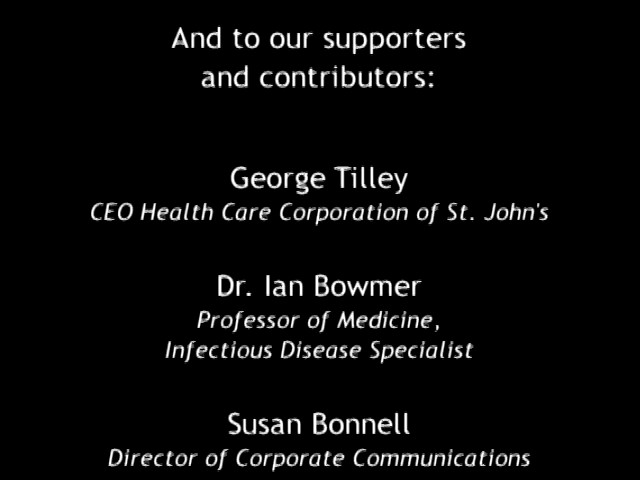 And to our supporters
and contributors:
George Tilley
CEO Health Care Corporation of St. John's
Dr. Ian Bowmer
Professor of Medicine,
Infectious Disease Specialist
Susan Bonnell
Director of Corporate Communications